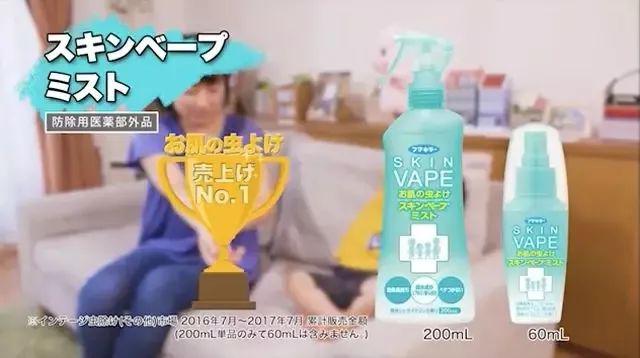 スキンベープ
ミスト
防除用医薬部外品
お肌の虫よけ
売上げ
No.1
フマキラー
SKIN
VAPE
お肌の虫よけ
スキンベープ
ミスト
200mL
フマキラー
SKIN
VAPE
お肌の虫よけ
スキンベープ
ミスト
60mL
※インテージ虫除け(その他)市場 2016年7月～2017年7月 累計販売金額
(200mL単品のみで60mLは含みません。)